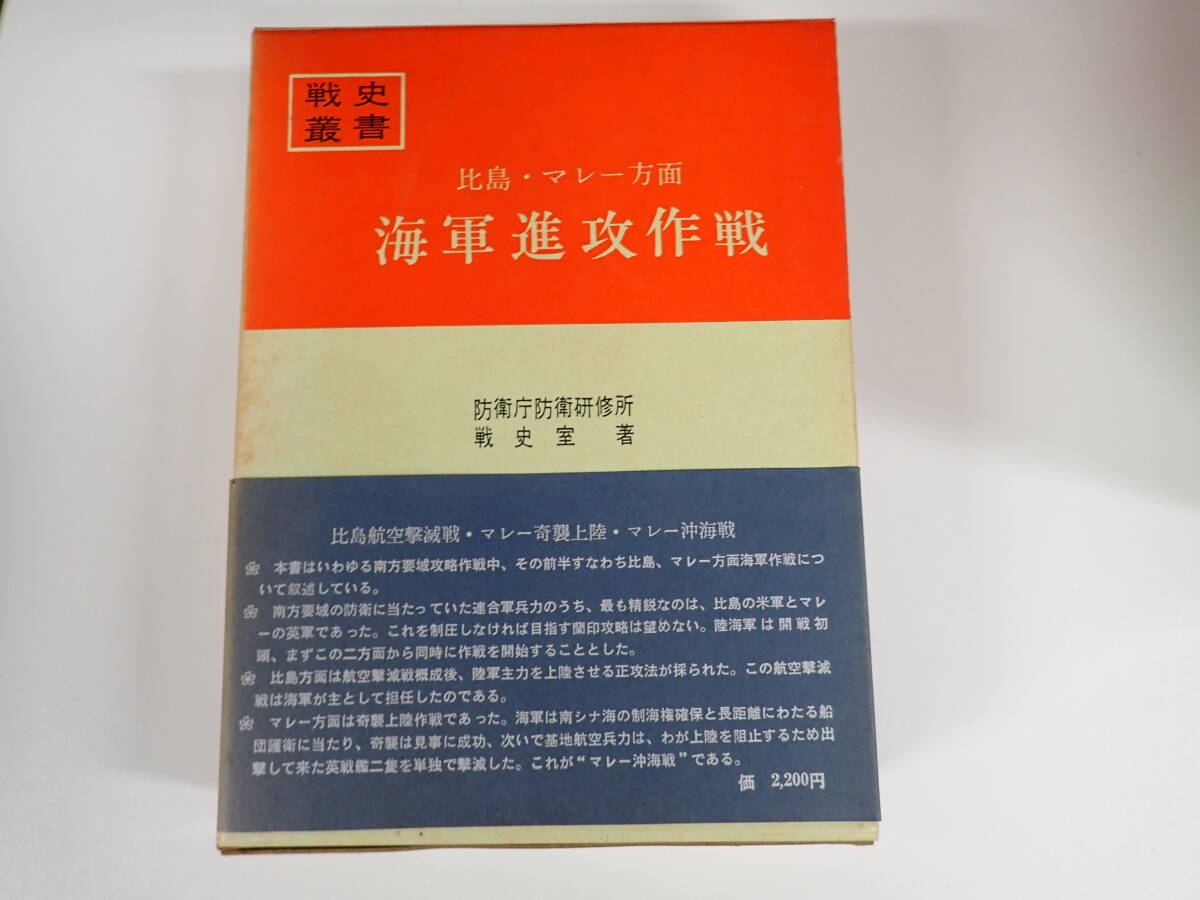 戦史
叢書
比島・マレー方面
海軍進攻作戦
防衛庁防衛研修所
戦史室 著
比島航空撃滅戦・マレー奇襲上陸・マレー沖海戦
本書はいわゆる南方要域攻略作戦中、その前半すなわち比島、マレー方面海軍作戦につ
いて叙述している。
南方要域の防衛に当たっていた連合軍兵力のうち、最も精鋭なのは、比島の米軍とマレ
ーの英軍であった。これを制圧しなければ目指す蘭印攻略は望めない。陸海軍は開戦初
頭、まずこの二方面から同時に作戦を開始することとした。
比島方面は航空撃滅戦概成後、陸軍主力を上陸させる正攻法が採られた。この航空撃滅
戦は海軍が主として担任したのである。
マレー方面は奇襲上陸作戦であった。海軍は南シナ海の制海権確保と長距離にわたる船
団護衛に当たり、奇襲は見事に成功、次いで基地航空兵力は、わが上陸を阻止するため出
撃して来た英戦艦二隻を単独で撃滅した。これが“マレー沖海戦”である。
価 2,200円